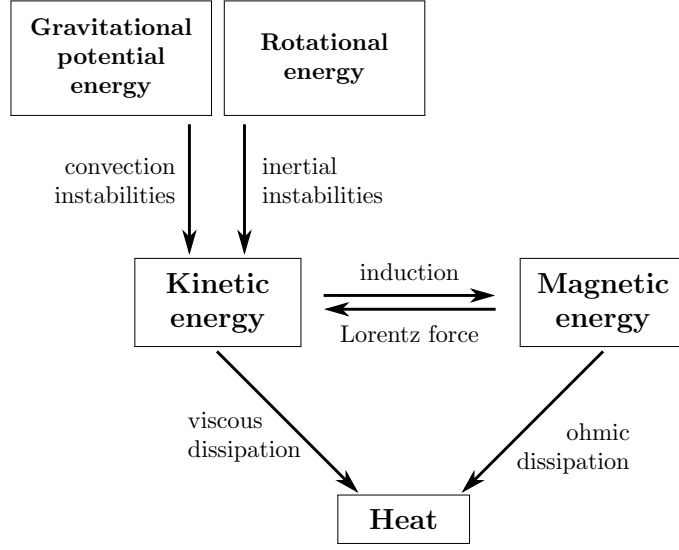 Gravitational
potential
energy
Rotational
energy
convection
instabilities
inertial
instabilities
Kinetic
energy
induction
Lorentz force
Magnetic
energy
viscous
dissipation
ohmic
dissipation
Heat